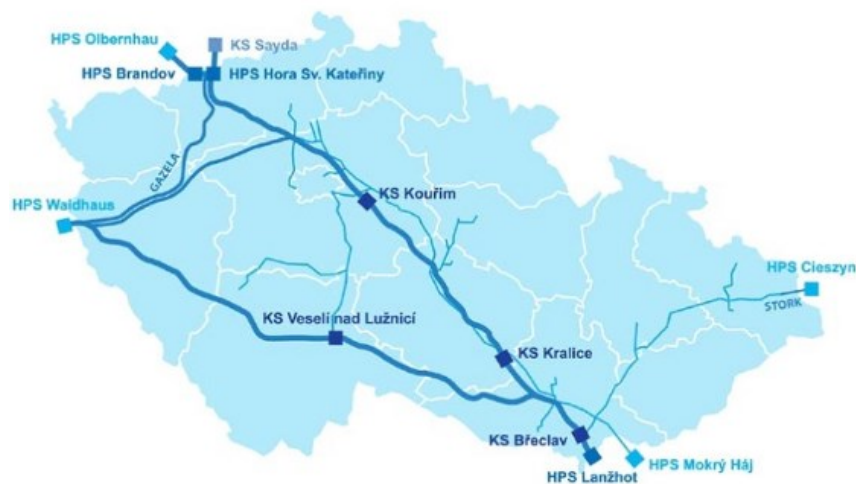 HPS Olbernhau
KS Sayda
HPS Brandov
HPS Hora Sv. Kateřiny
GAZELA
KS Kouřim
HPS Waidhaus
HPS Cieszyn
STORK
KS Veselí nad Lužnicí
KS Kralice
KS Břeclav
HPS Mokrý Háj
HPS Lanžhot